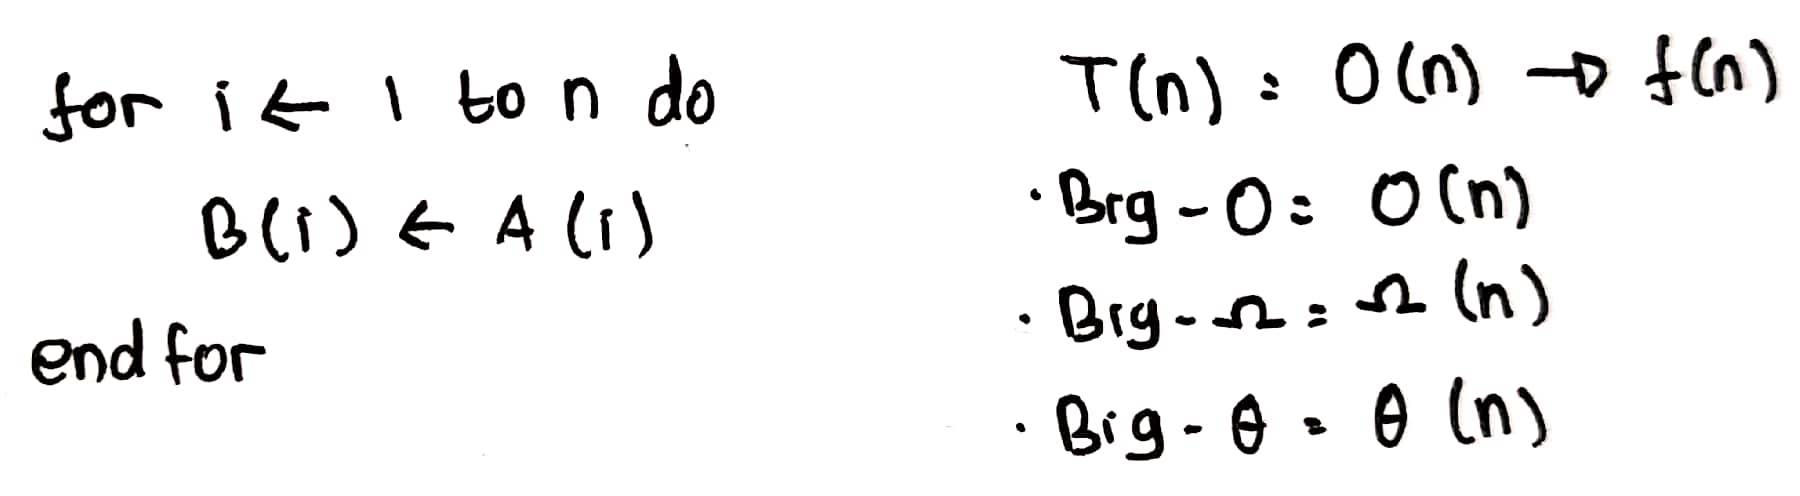 for i ← 1 to n do
B(i) ← A(i)
end for
T(n) = O(n) → f(n)
• Big - O = O(n)
• Big - Ω = Ω (n)
• Big - θ = θ (n)